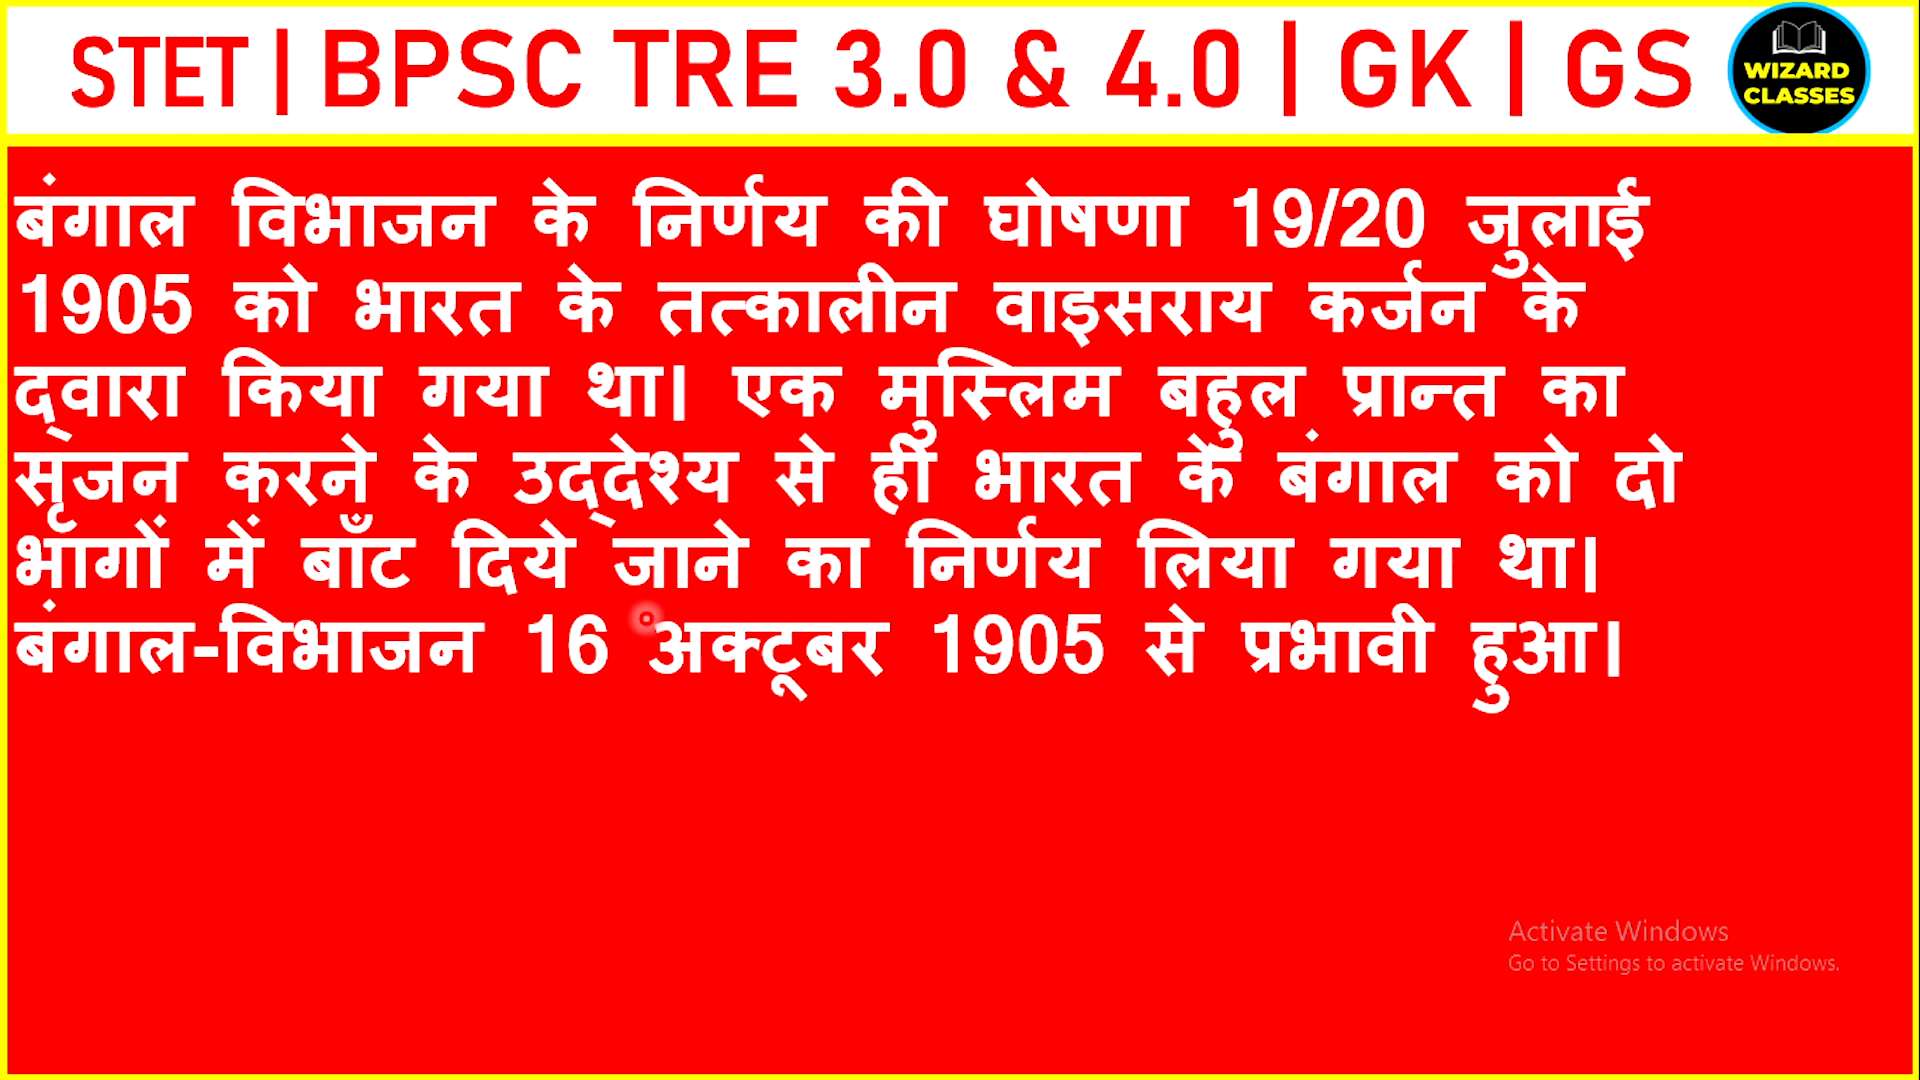 STET | BPSC TRE 3.0 & 4.0 | GK | GS
WIZARD
CLASSES
बंगाल विभाजन के निर्णय की घोषणा 19/20 जुलाई
1905 को भारत के तत्कालीन वाइसराय कर्जन के
द्वारा किया गया था। एक मुस्लिम बहुल प्रान्त का
सृजन करने के उद्देश्य से ही भारत के बंगाल को दो
भागों में बाँट दिये जाने का निर्णय लिया गया था।
बंगाल-विभाजन 16 अक्टूबर 1905 से प्रभावी हुआ।
Activate Windows
Go to Settings to activate Windows.